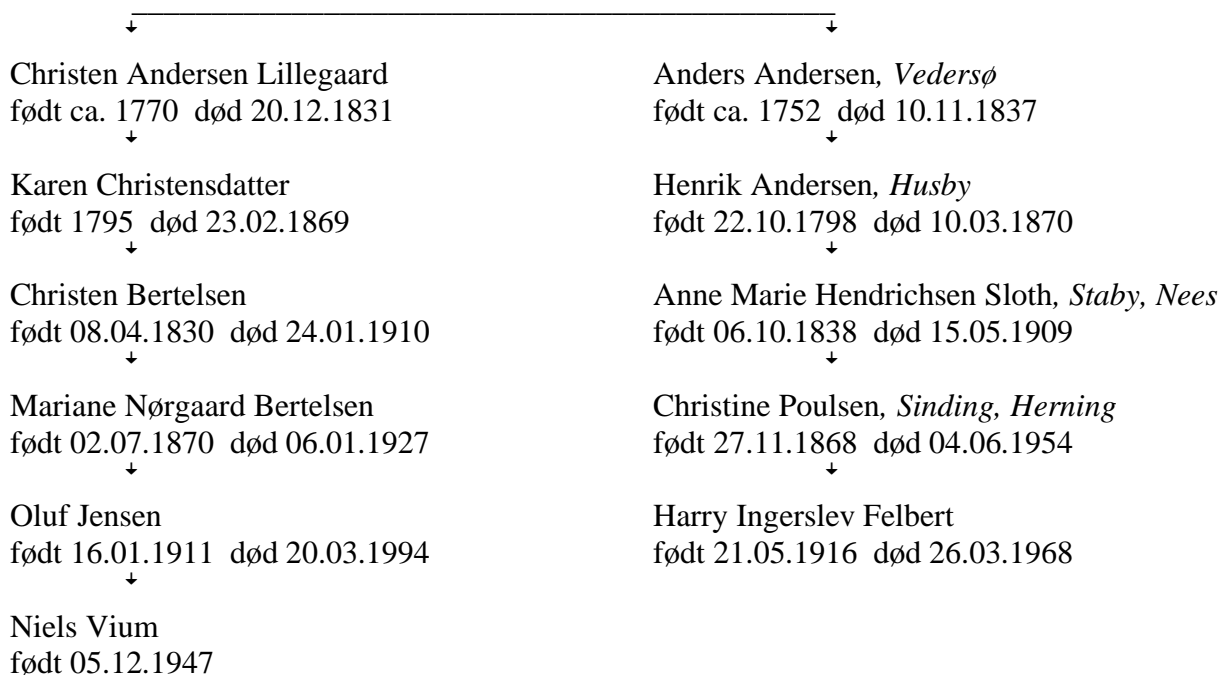 Christen Andersen Lillegaard
født ca. 1770 død 20.12.1831
Karen Christensdatter
født 1795 død 23.02.1869
Christen Bertelsen
født 08.04.1830 død 24.01.1910
Mariane Nørgaard Bertelsen
født 02.07.1870 død 06.01.1927
Oluf Jensen
født 16.01.1911 død 20.03.1994
Niels Vium
født 05.12.1947
Anders Andersen, Vedersø
født ca. 1752 død 10.11.1837
Henrik Andersen, Husby
født 22.10.1798 død 10.03.1870
Anne Marie Hendrichsen Sloth, Staby, Nees
født 06.10.1838 død 15.05.1909
Christine Poulsen, Sinding, Herning
født 27.11.1868 død 04.06.1954
Harry Ingerslev Felbert
født 21.05.1916 død 26.03.1968